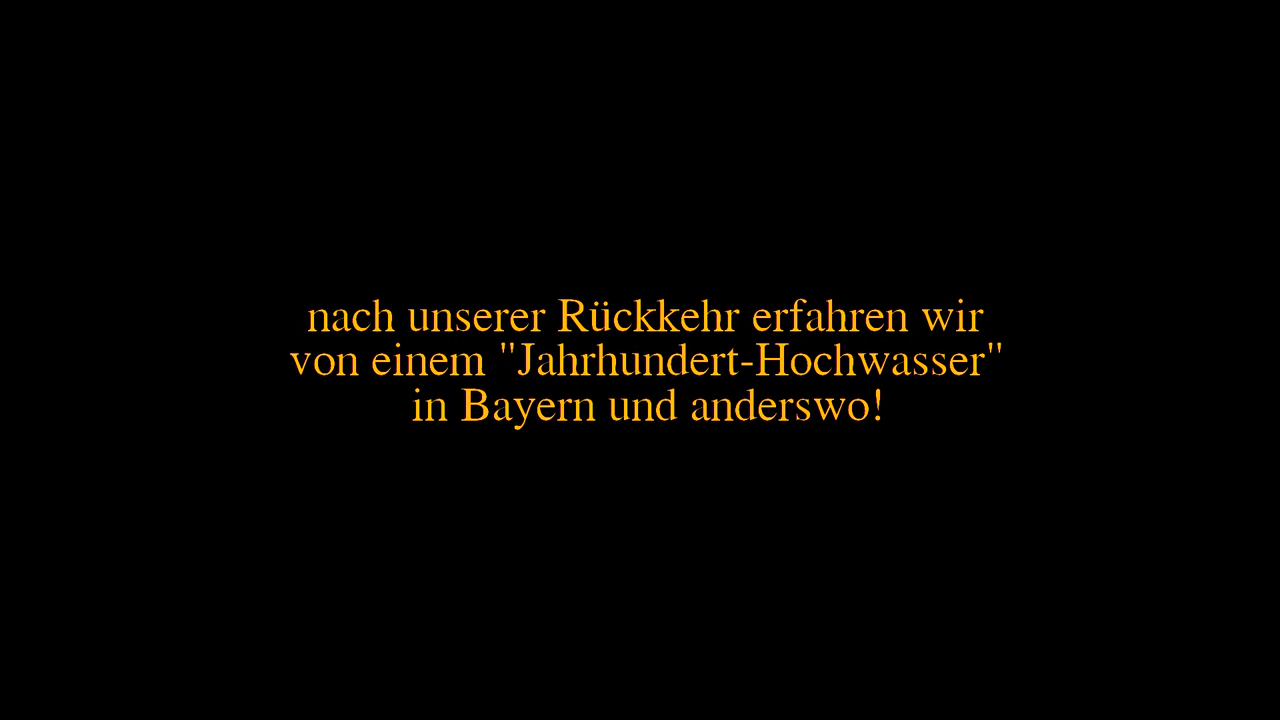 nach unserer Rückkehr erfahren wir
von einem "Jahrhundert-Hochwasser"
in Bayern und anderswo!